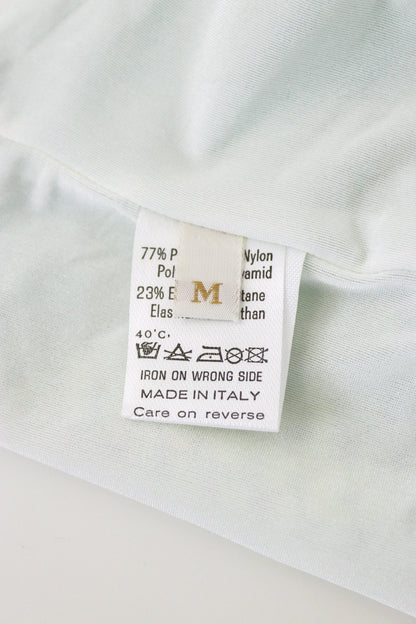 77% P Nylon
Pol yamid
M
23% E tane
Elas than
40°C.
IRON ON WRONG SIDE
MADE IN ITALY
Care on reverse